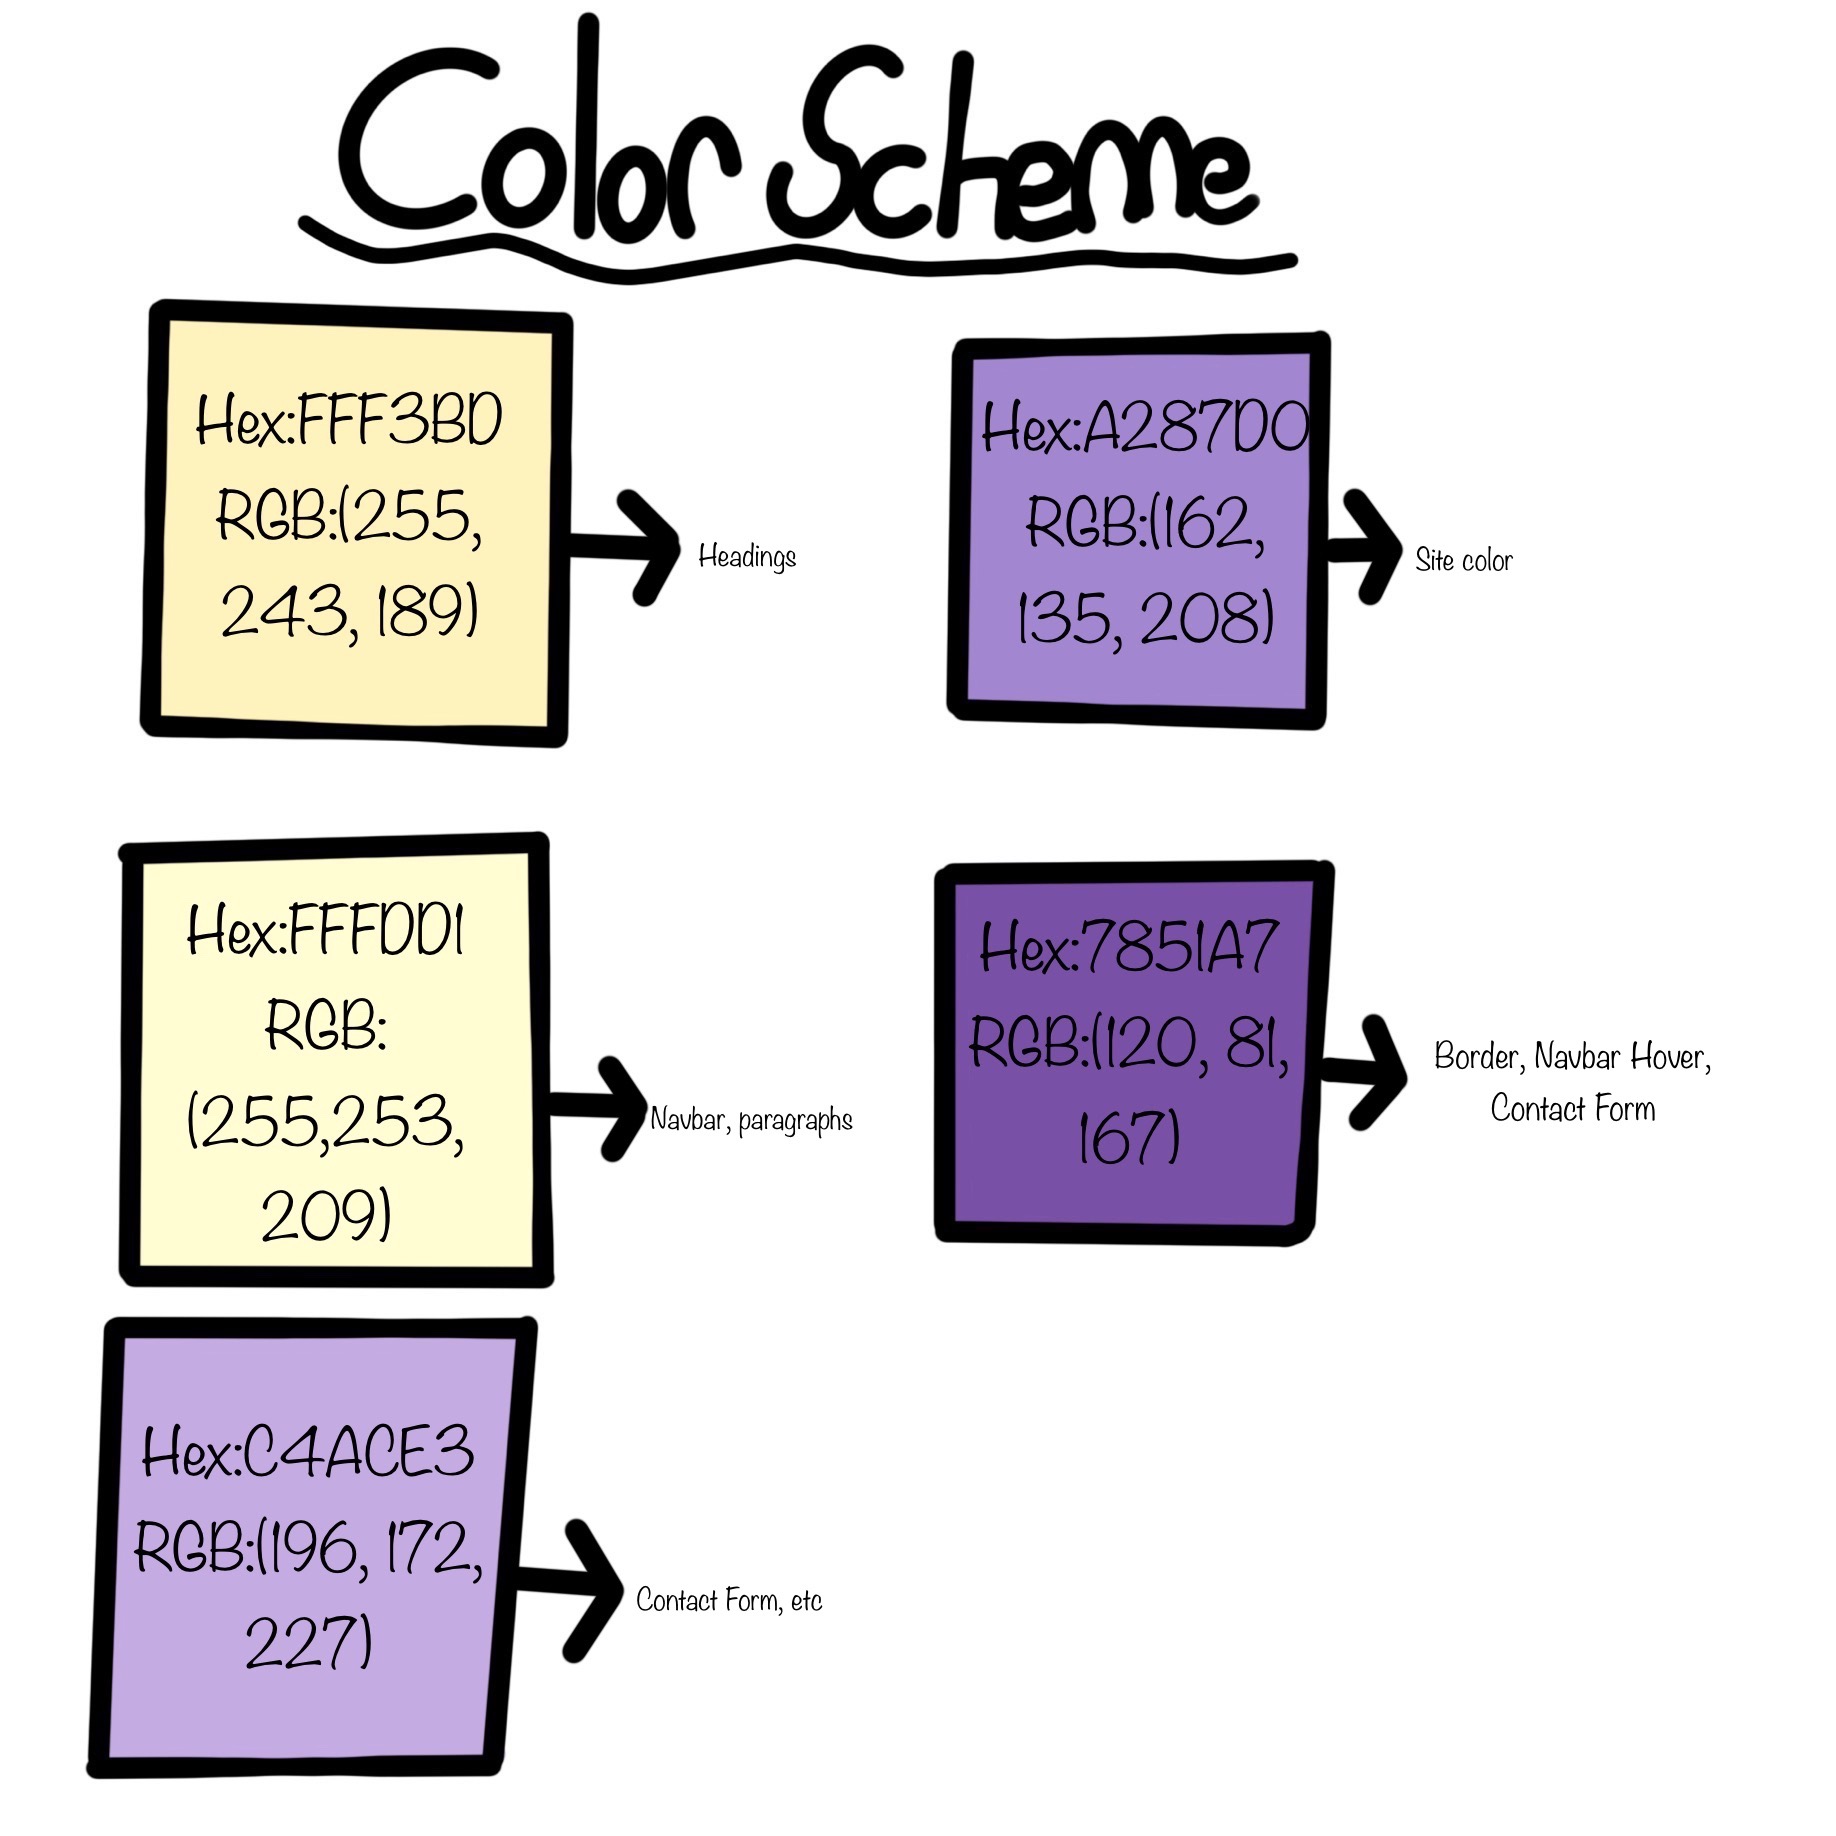 Color Scheme
Hex:FFF3BD
RGB:(255,
243, 189)
Headings
Hex:A287D0
RGB:(162,
135, 208)
Site color
Hex:FFFDD1
RGB:
(255,253,
209)
Navbar, paragraphs
Hex:7851A7
RGB:(120, 81,
167)
Border, Navbar Hover,
Contact Form
Hex:C4ACE3
RGB:(196, 172,
227)
Contact Form, etc